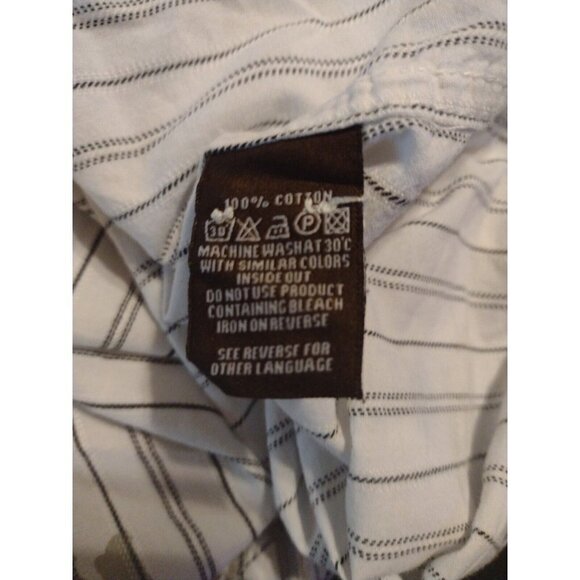 100% COTTON
30 P
MACHINE WASH AT 30°C
WITH SIMILAR COLORS
INSIDE OUT
DO NOT USE PRODUCT
CONTAINING BLEACH
IRON ON REVERSE
SEE REVERSE FOR
OTHER LANGUAGE